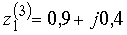 z₁⁽³⁾ = 0,9 + j0,4